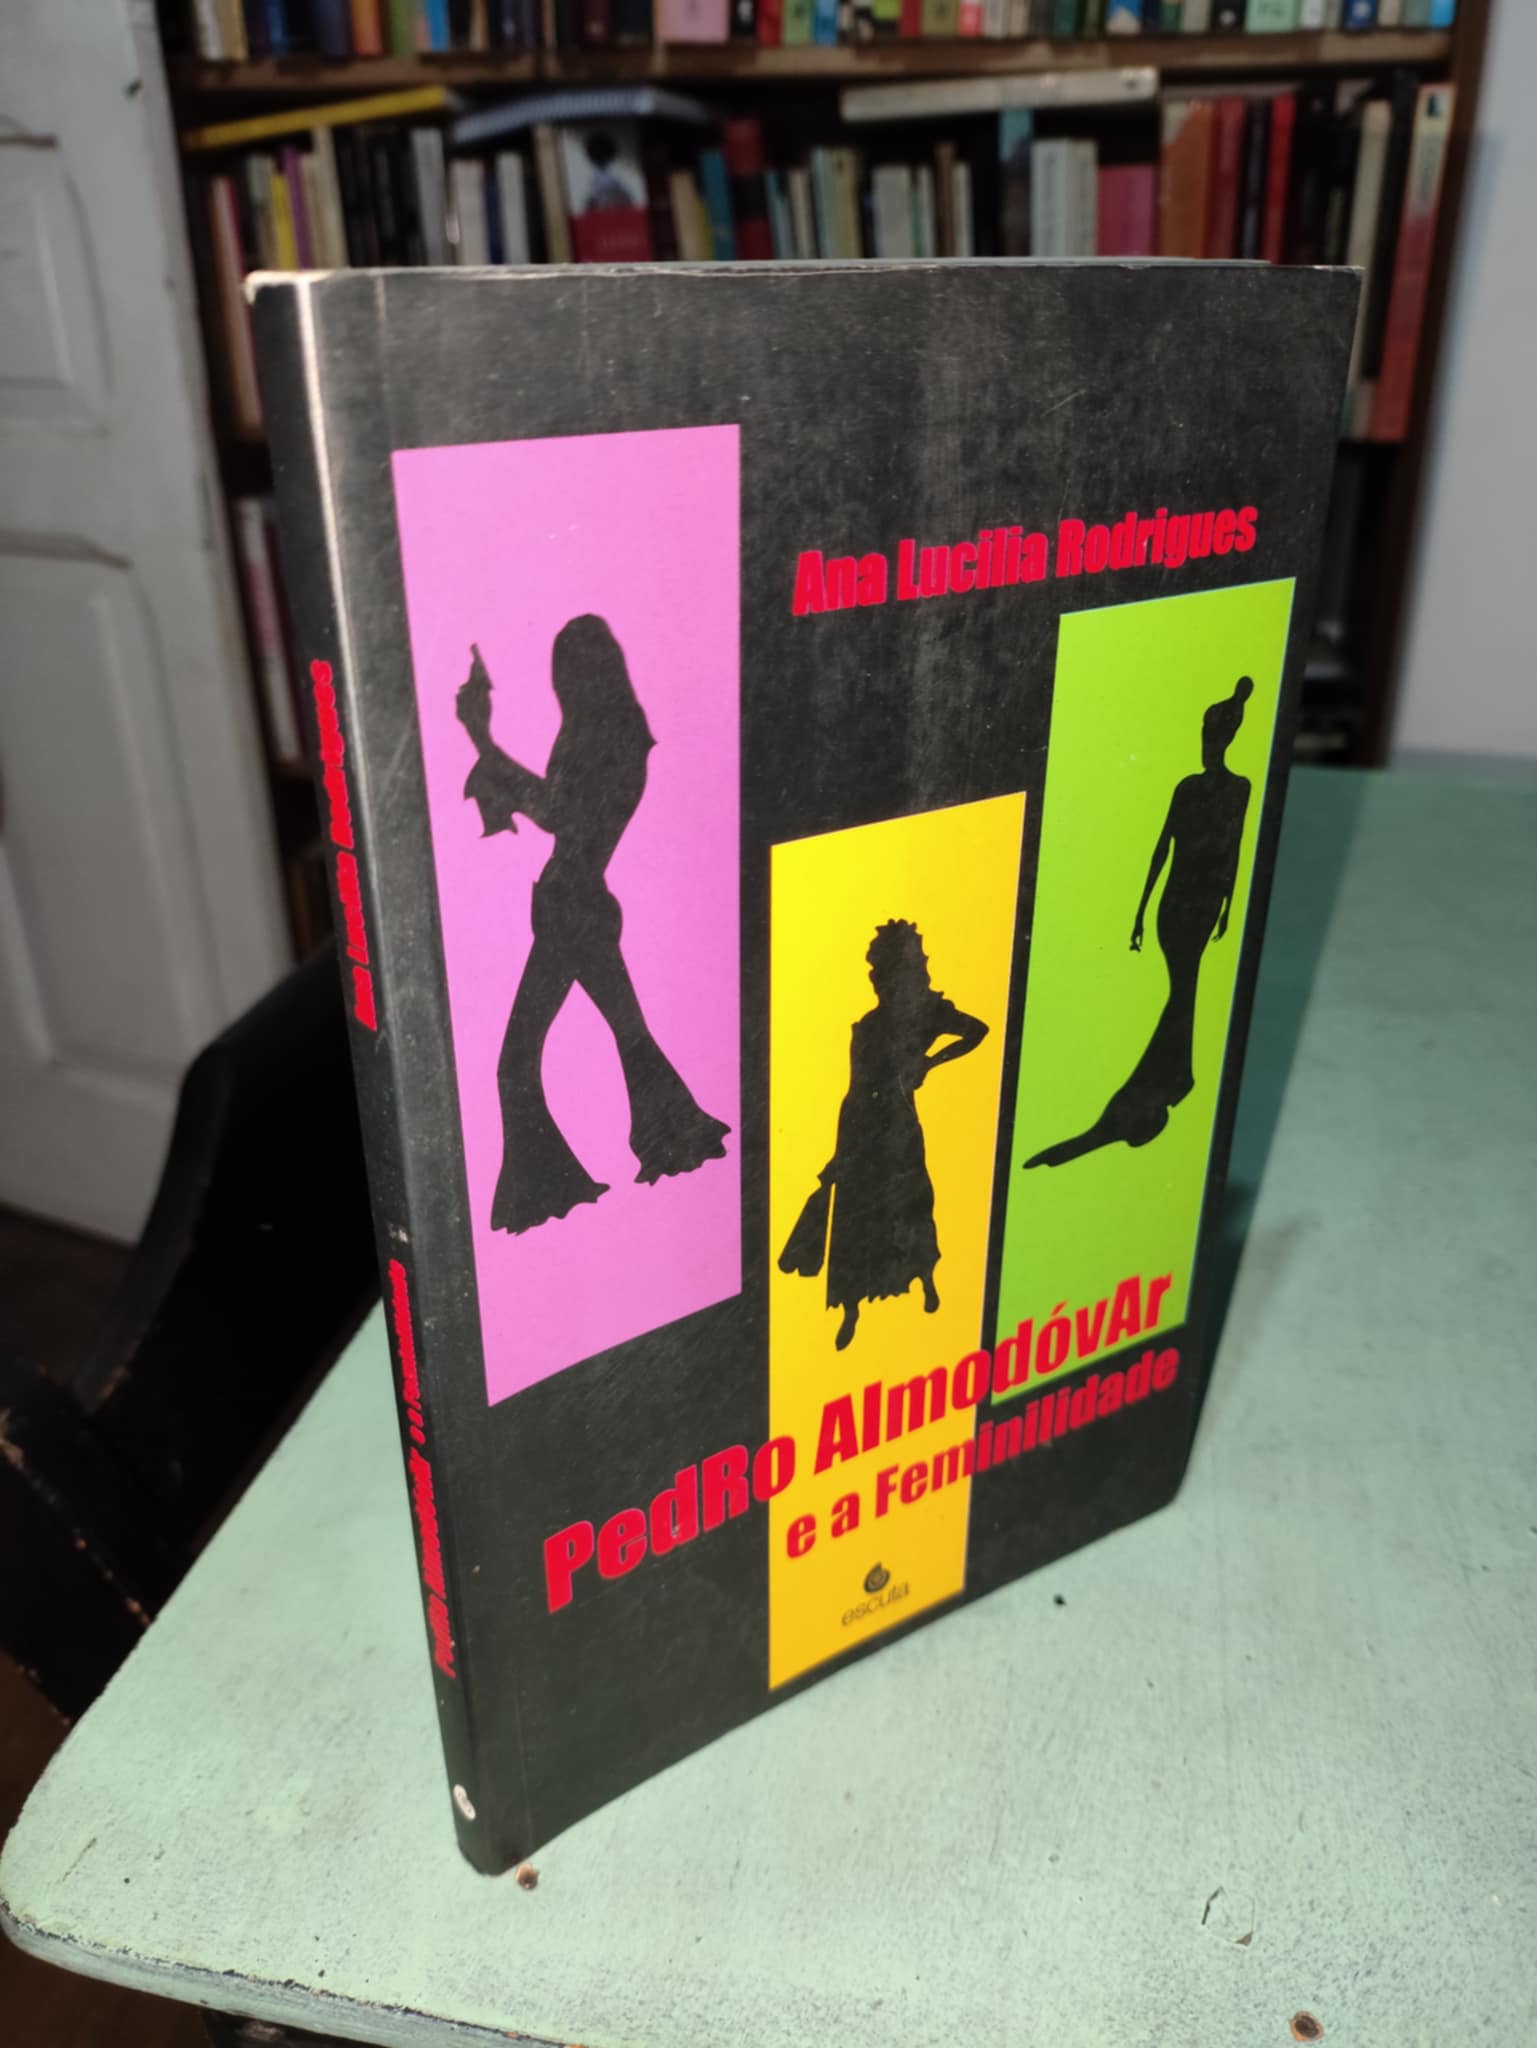 Ana Lucilia Rodrigues
PedRo AlmodóvAr
e a Feminilidade
escuta
Ana Lucilia Rodrigues
PedRo AlmodóvAr e a Feminilidade